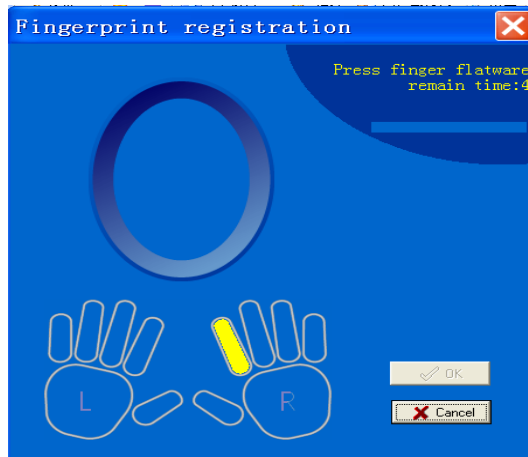 Fingerprint registration
Press finger flatware
remain time:4
L
R
OK
Cancel